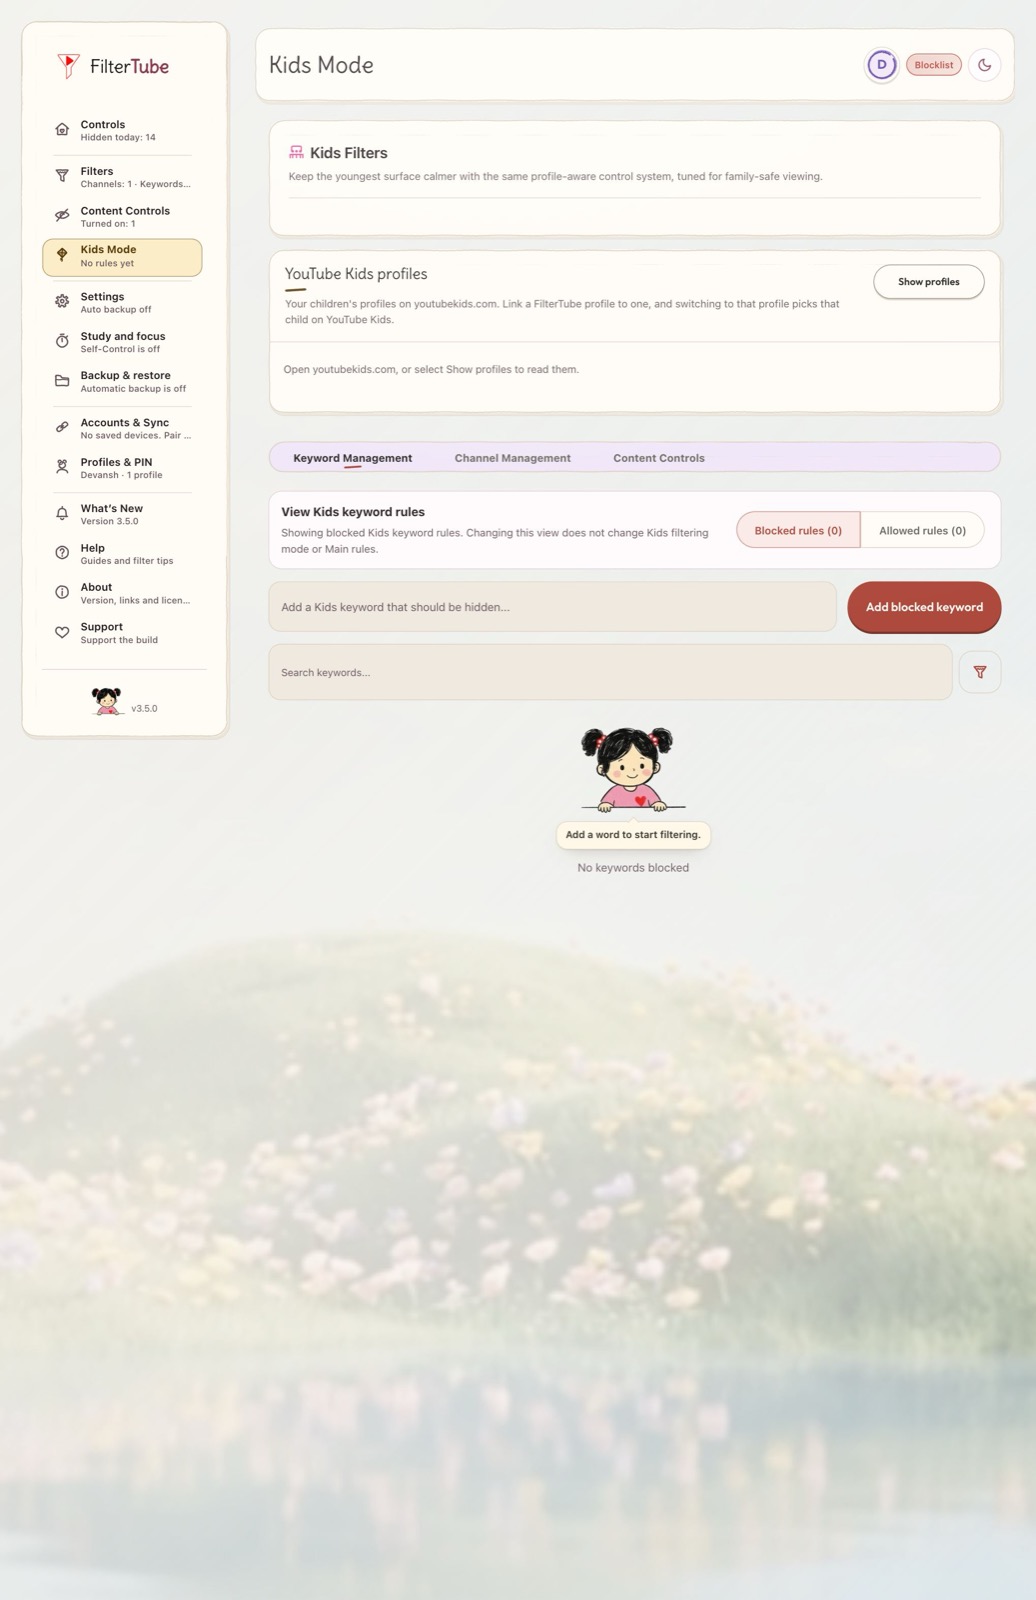 FilterTube
Controls
Hidden today: 14
Filters
Channels: 1 · Keywords...
Content Controls
Turned on: 1
Kids Mode
No rules yet
Settings
Auto backup off
Study and focus
Self-Control is off
Backup & restore
Automatic backup is off
Accounts & Sync
No saved devices. Pair ...
Profiles & PIN
Devansh · 1 profile
What's New
Version 3.5.0
Help
Guides and filter tips
About
Version, links and licen...
Support
Support the build
v3.5.0
Kids Mode
D
Blocklist
Kids Filters
Keep the youngest surface calmer with the same profile-aware control system, tuned for family-safe viewing.
YouTube Kids profiles
Your children's profiles on youtubekids.com. Link a FilterTube profile to one, and switching to that profile picks that
child on YouTube Kids.
Show profiles
Open youtubekids.com, or select Show profiles to read them.
Keyword Management
Channel Management
Content Controls
View Kids keyword rules
Showing blocked Kids keyword rules. Changing this view does not change Kids filtering
mode or Main rules.
Blocked rules (0)
Allowed rules (0)
Add a Kids keyword that should be hidden...
Add blocked keyword
Search keywords...
Add a word to start filtering.
No keywords blocked